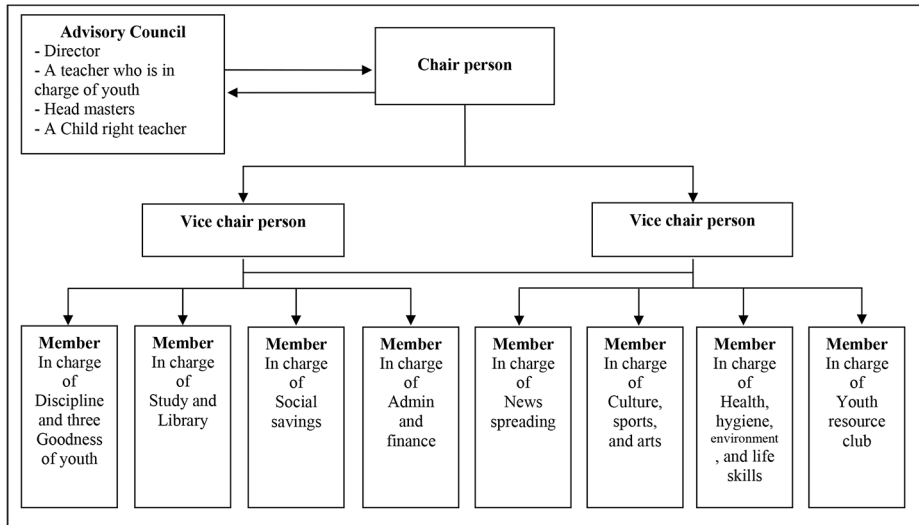 Advisory Council
- Director
- A teacher who is in
charge of youth
- Head masters
- A Child right teacher
Chair person
Vice chair person
Vice chair person
Member
In charge
of
Discipline
and three
Goodness
of youth
Member
In charge
of
Study and
Library
Member
In charge
of
Social
savings
Member
In charge
of
Admin
and
finance
Member
In charge
of
News
spreading
Member
In charge
of
Culture,
sports,
and arts
Member
In charge
of
Health,
hygiene,
environment
, and life
skills
Member
In charge
of
Youth
resource
club